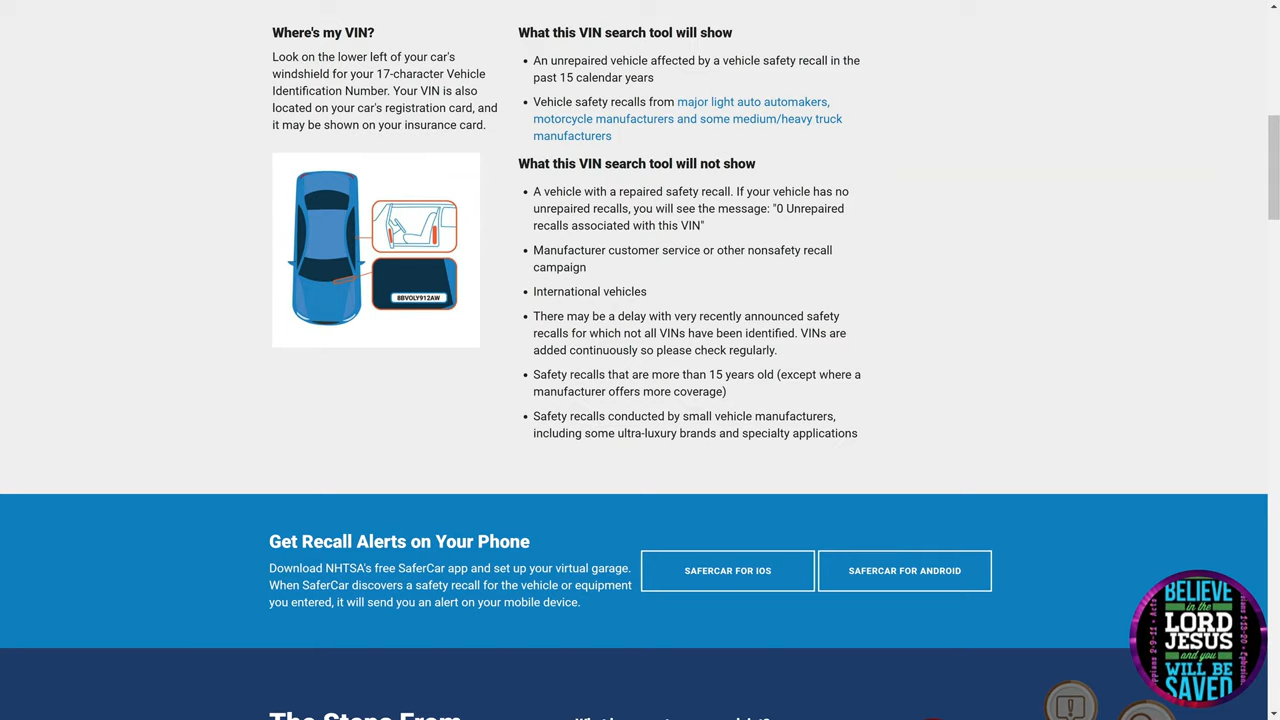 Where's my VIN?
Look on the lower left of your car's
windshield for your 17-character Vehicle
Identification Number. Your VIN is also
located on your car's registration card, and
it may be shown on your insurance card.
8BVOLY912AW
What this VIN search tool will show
• An unrepaired vehicle affected by a vehicle safety recall in the
past 15 calendar years
• Vehicle safety recalls from major light auto automakers,
motorcycle manufacturers and some medium/heavy truck
manufacturers
What this VIN search tool will not show
• A vehicle with a repaired safety recall. If your vehicle has no
unrepaired recalls, you will see the message: "0 Unrepaired
recalls associated with this VIN"
• Manufacturer customer service or other nonsafety recall
campaign
• International vehicles
• There may be a delay with very recently announced safety
recalls for which not all VINs have been identified. VINs are
added continuously so please check regularly.
• Safety recalls that are more than 15 years old (except where a
manufacturer offers more coverage)
• Safety recalls conducted by small vehicle manufacturers,
including some ultra-luxury brands and specialty applications
Get Recall Alerts on Your Phone
Download NHTSA's free SaferCar app and set up your virtual garage.
When SaferCar discovers a safety recall for the vehicle or equipment
you entered, it will send you an alert on your mobile device.
SAFERCAR FOR IOS
SAFERCAR FOR ANDROID
BELIEVE
in the
LORD
JESUS
and you
WILL BE
SAVED
The Steps From